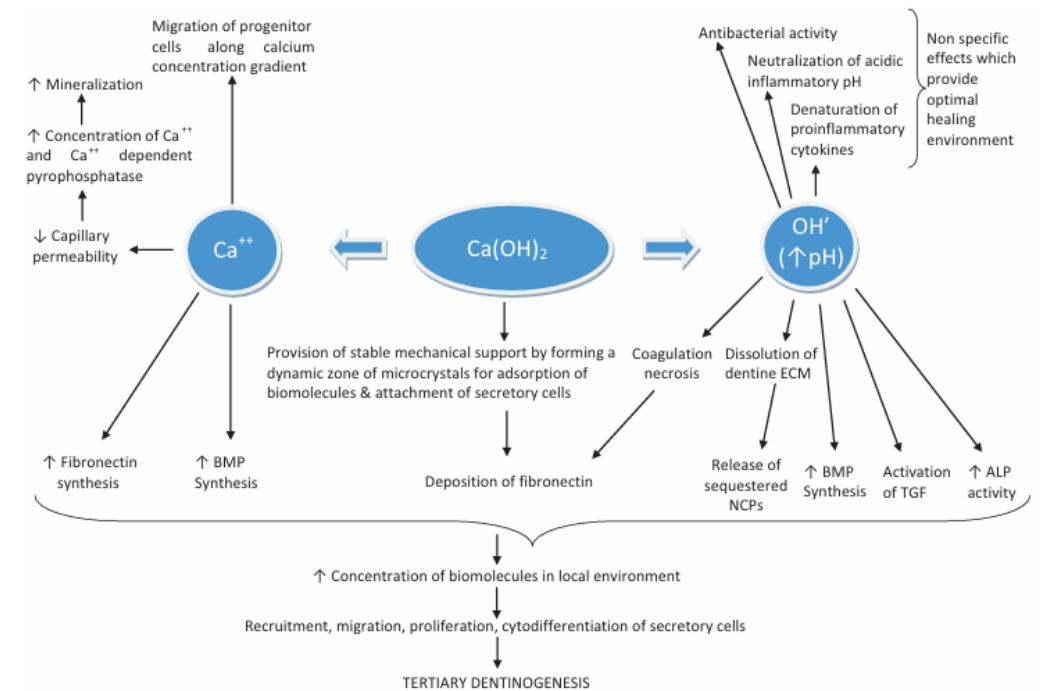 Migration of progenitor
cells along calcium
concentration gradient
↑ Mineralization
↑ Concentration of Ca⁺⁺
and Ca⁺⁺ dependent
pyrophosphatase
↓ Capillary
permeability
Ca⁺⁺
Ca(OH)₂
OH’
(↑pH)
Antibacterial activity
Neutralization of acidic
inflammatory pH
Denaturation of
proinflammatory
cytokines
Non specific
effects which
provide
optimal
healing
environment
Provision of stable mechanical support by forming a
dynamic zone of microcrystals for adsorption of
biomolecules & attachment of secretory cells
Coagulation
necrosis
Dissolution of
dentine ECM
↑ Fibronectin
synthesis
↑ BMP
Synthesis
Deposition of fibronectin
Release of
sequestered
NCPs
↑ BMP
Synthesis
Activation
of TGF
↑ ALP
activity
↑ Concentration of biomolecules in local environment
Recruitment, migration, proliferation, cytodifferentiation of secretory cells
TERTIARY DENTINOGENESIS